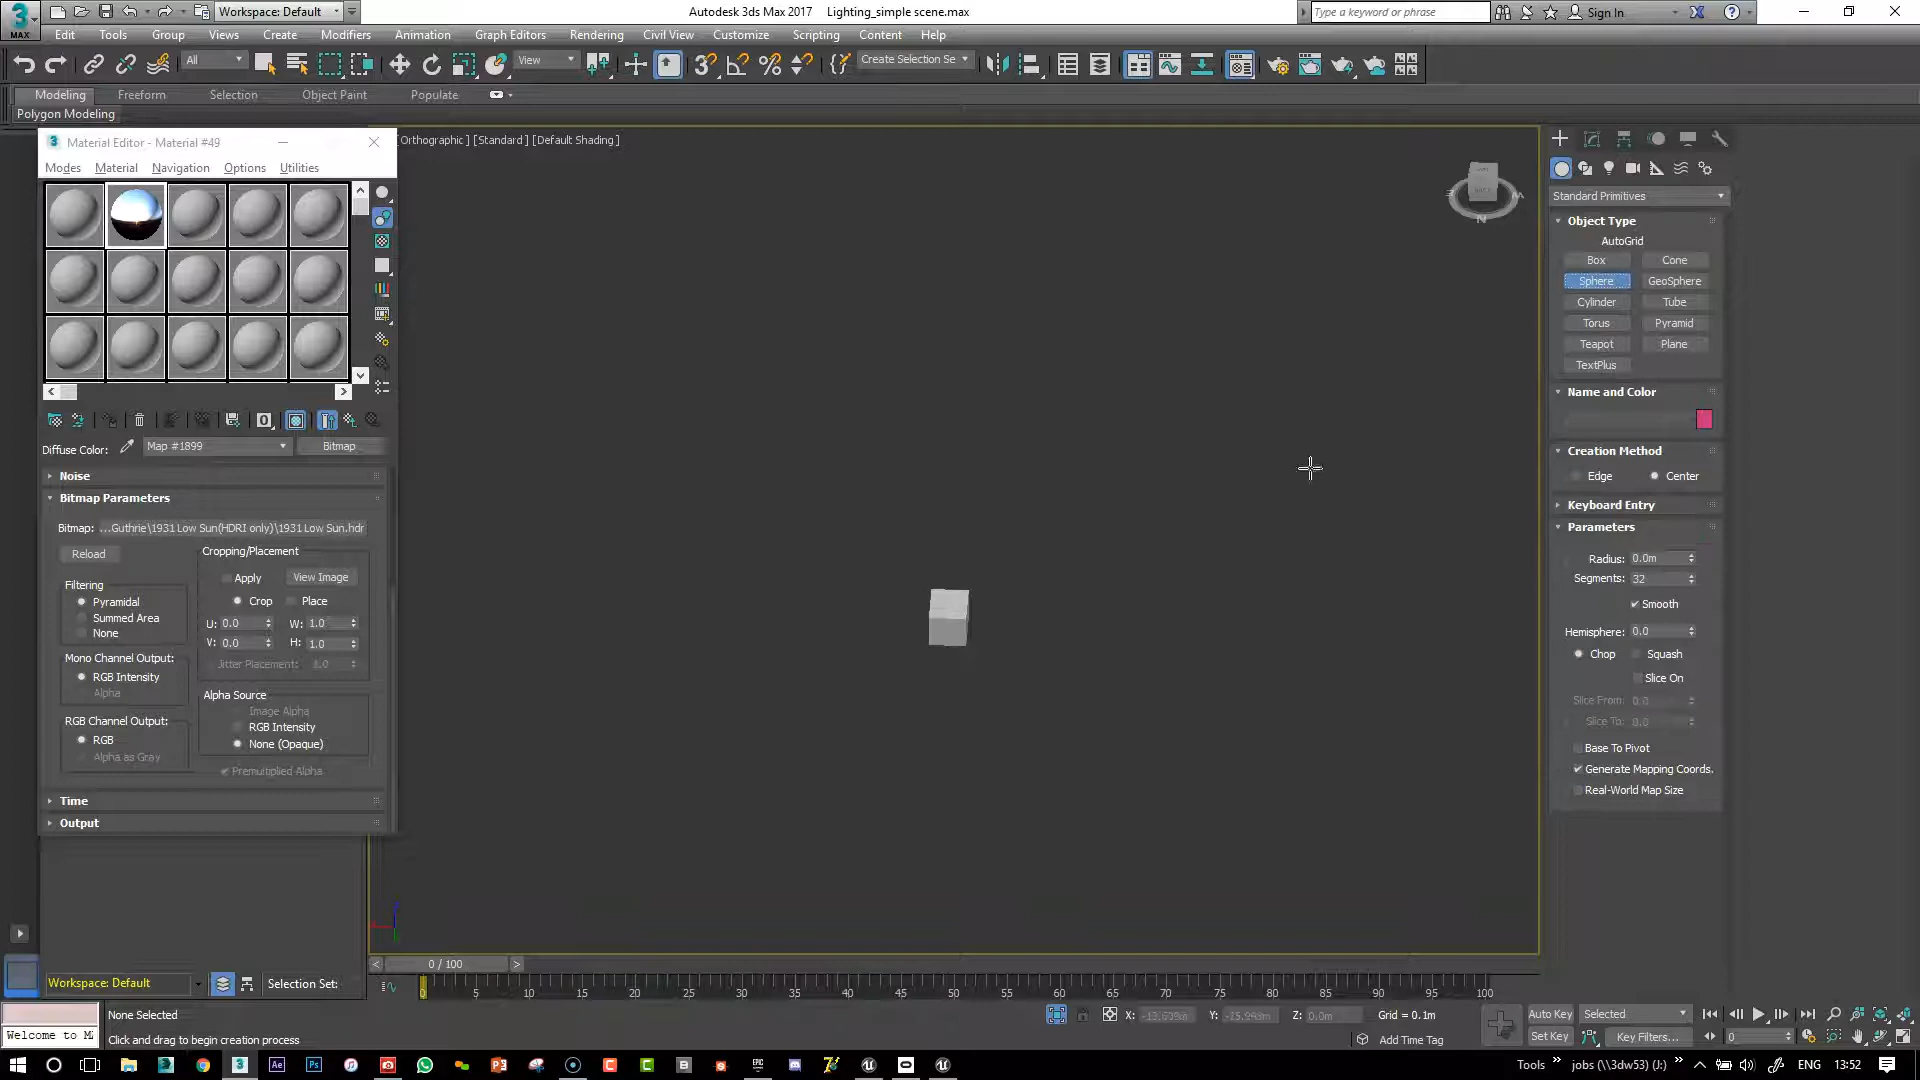 Workspace: Default
Autodesk 3ds Max 2017    Lighting_simple scene.max
Type a keyword or phrase
Sign In
MAX
Edit Tools Group Views Create Modifiers Animation Graph Editors Rendering Civil View Customize Scripting Content Help
All
View
Create Selection Se
Modeling Freeform Selection Object Paint Populate
Polygon Modeling
Material Editor - Material #49
Modes Material Navigation Options Utilities
Diffuse Color: Map #1899 Bitmap
Noise
Bitmap Parameters
Bitmap: ...Guthrie\1931 Low Sun(HDRI only)\1931 Low Sun.hdr
Reload
Cropping/Placement
Apply View Image
Crop Place
U: 0.0 W: 1.0
V: 0.0 H: 1.0
Jitter Placement: 1.0
Filtering
Pyramidal
Summed Area
None
Mono Channel Output:
RGB Intensity
Alpha
RGB Channel Output:
RGB
Alpha as Gray
Alpha Source
Image Alpha
RGB Intensity
None (Opaque)
Premultiplied Alpha
Time
Output
Orthographic ] [Standard ] [Default Shading ]
N
Standard Primitives
Object Type
AutoGrid
Box Cone
Sphere GeoSphere
Cylinder Tube
Torus Pyramid
Teapot Plane
TextPlus
Name and Color
Creation Method
Edge Center
Keyboard Entry
Parameters
Radius: 0.0m
Segments: 32
Smooth
Hemisphere: 0.0
Chop Squash
Slice On
Slice From: 0.0
Slice To: 0.0
Base To Pivot
Generate Mapping Coords.
Real-World Map Size
< 0 / 100 >
Workspace: Default
Selection Set:
0 5 10 15 20 25 30 35 40 45 50 55 60 65 70 75 80 85 90 95 100
None Selected
Welcome to M
Click and drag to begin creation process
X: -13.609m Y: -25.943m Z: 0.0m Grid = 0.1m
Add Time Tag
Auto Key Selected
Set Key Key Filters...
0
Tools jobs (\\3dw53) (J:) ENG 13:52